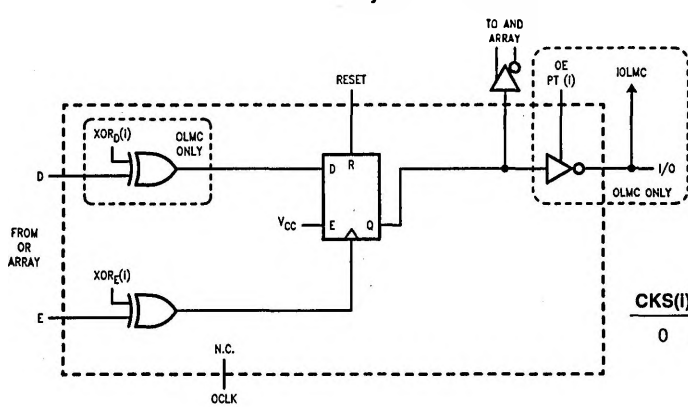 TO AND
ARRAY
OE
PT (I)
IOLMC
RESET
XOR_D(I)
OLMC
ONLY
D
D R
I/O
OLMC ONLY
V_CC
E Q
FROM
OR
ARRAY
XOR_E(I)
E
CKS(i)
0
N.C.
OCLK